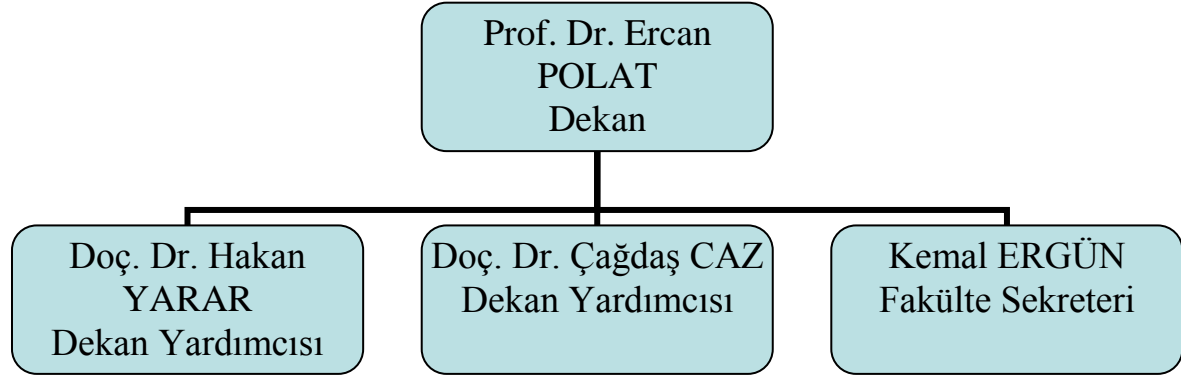 Prof. Dr. Ercan
POLAT
Dekan
Doç. Dr. Hakan
YARAR
Dekan Yardımcısı
Doç. Dr. Çağdaş CAZ
Dekan Yardımcısı
Kemal ERGÜN
Fakülte Sekreteri